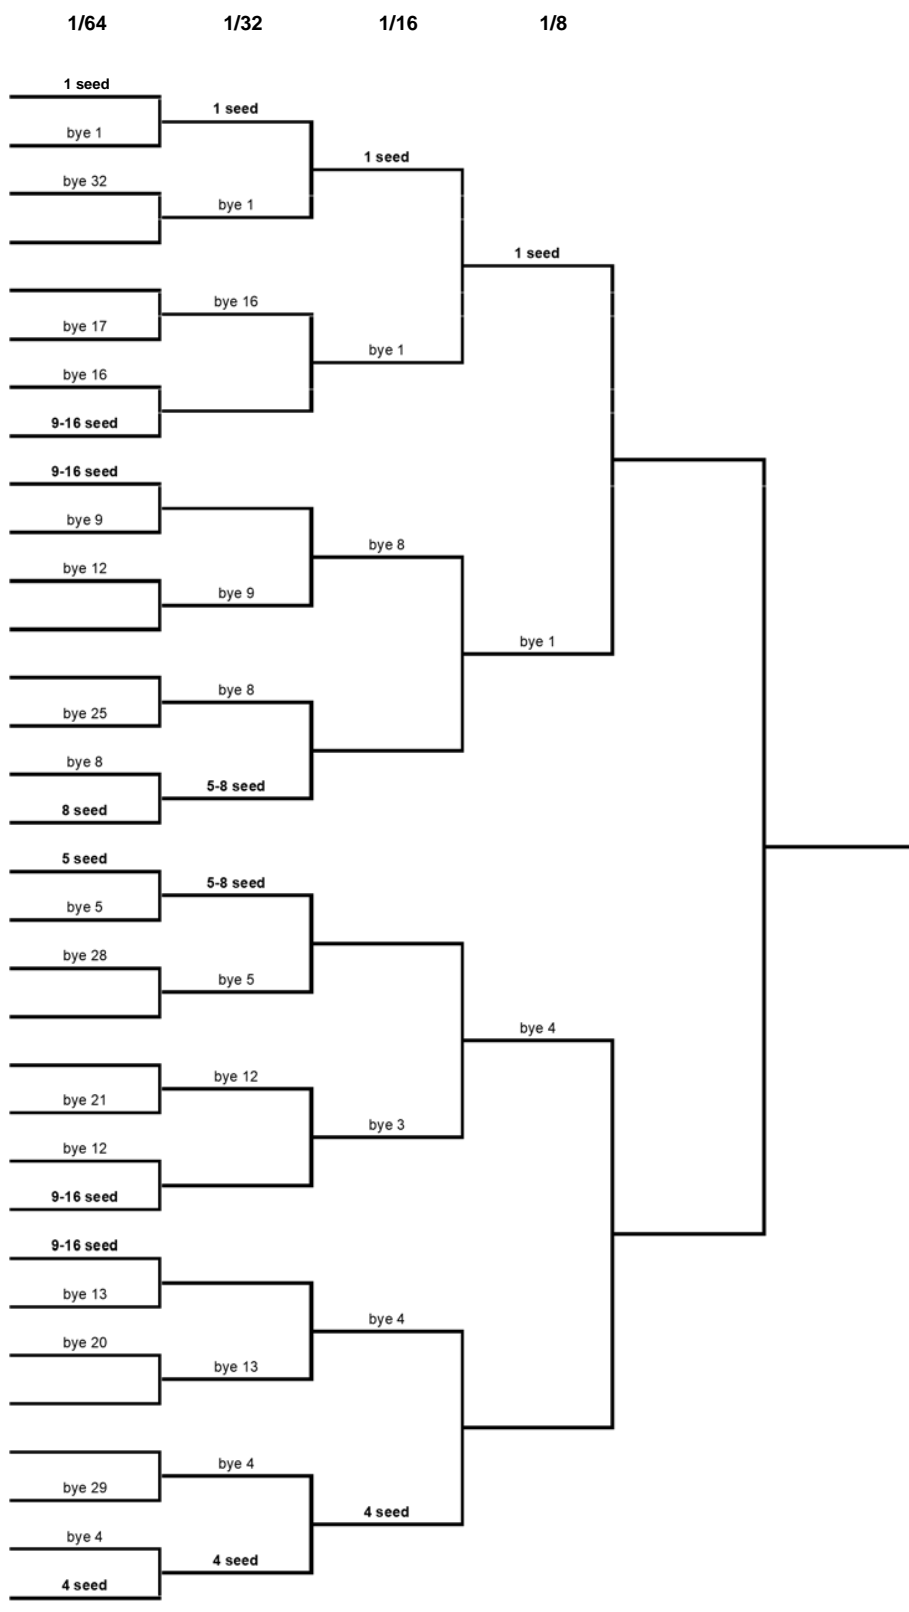 1/64 1/32 1/16 1/8
1 seed
1 seed
bye 1
1 seed
bye 32
bye 1
1 seed
bye 16
bye 17
bye 1
bye 16
9-16 seed
9-16 seed
bye 9
bye 8
bye 12
bye 9
bye 1
bye 8
bye 25
bye 8
5-8 seed
8 seed
5 seed
5-8 seed
bye 5
bye 28
bye 5
bye 4
bye 12
bye 21
bye 3
bye 12
9-16 seed
9-16 seed
bye 13
bye 4
bye 20
bye 13
bye 4
bye 29
4 seed
bye 4
4 seed
4 seed